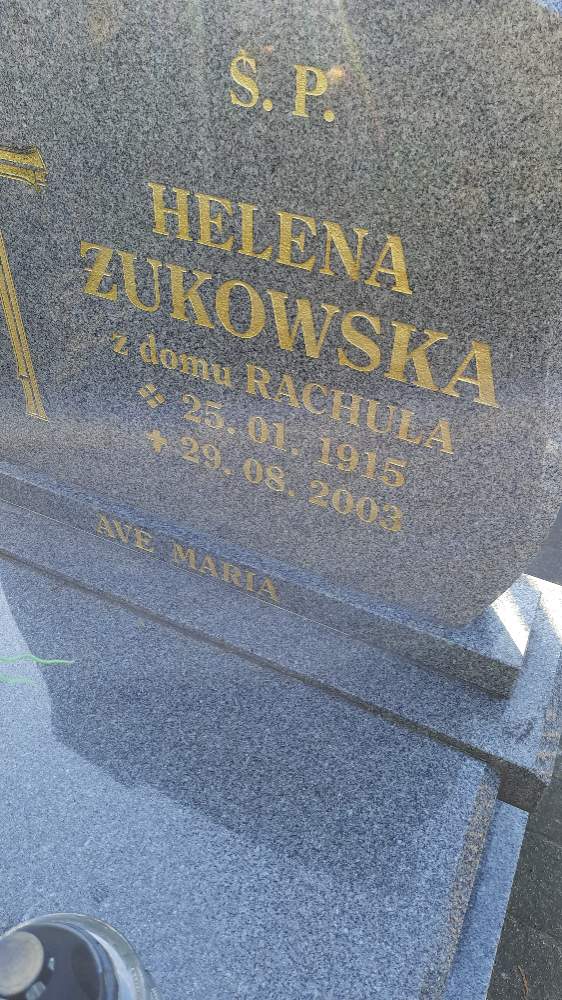 Ś. P.
HELENA
ŻUKOWSKA
z domu RACHUŁA
25. 01. 1915
29. 08. 2003
AVE MARIA